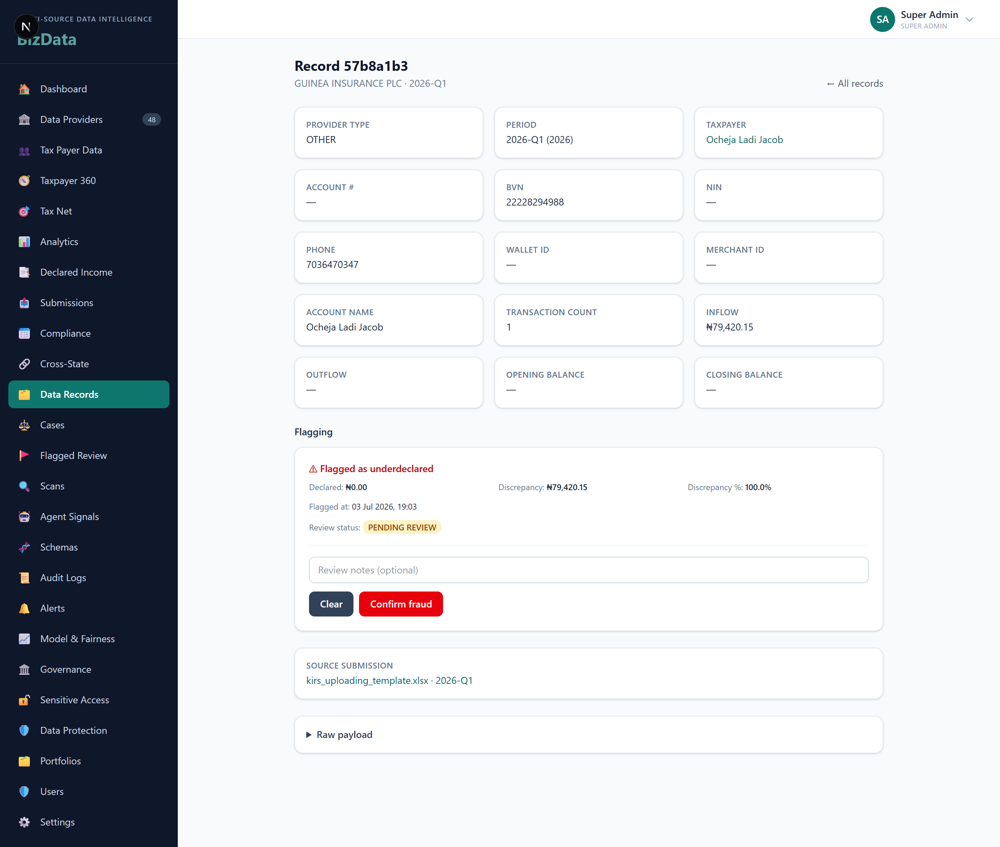 I-SOURCE DATA INTELLIGENCE
N
BizData
Dashboard
Data Providers 48
Tax Payer Data
Taxpayer 360
Tax Net
Analytics
Declared Income
Submissions
Compliance
Cross-State
Data Records
Cases
Flagged Review
Scans
Agent Signals
Schemas
Audit Logs
Alerts
Model & Fairness
Governance
Sensitive Access
Data Protection
Portfolios
Users
Settings
SA
Super Admin
SUPER ADMIN
Record 57b8a1b3
GUINEA INSURANCE PLC · 2026-Q1
← All records
PROVIDER TYPE
OTHER
PERIOD
2026-Q1 (2026)
TAXPAYER
Ocheja Ladi Jacob
ACCOUNT #
—
BVN
22228294988
NIN
—
PHONE
7036470347
WALLET ID
—
MERCHANT ID
—
ACCOUNT NAME
Ocheja Ladi Jacob
TRANSACTION COUNT
1
INFLOW
₦79,420.15
OUTFLOW
—
OPENING BALANCE
—
CLOSING BALANCE
—
Flagging
⚠ Flagged as underdeclared
Declared: ₦0.00
Discrepancy: ₦79,420.15
Discrepancy %: 100.0%
Flagged at: 03 Jul 2026, 19:03
Review status: PENDING REVIEW
Review notes (optional)
Clear
Confirm fraud
SOURCE SUBMISSION
kirs_uploading_template.xlsx · 2026-Q1
▶ Raw payload